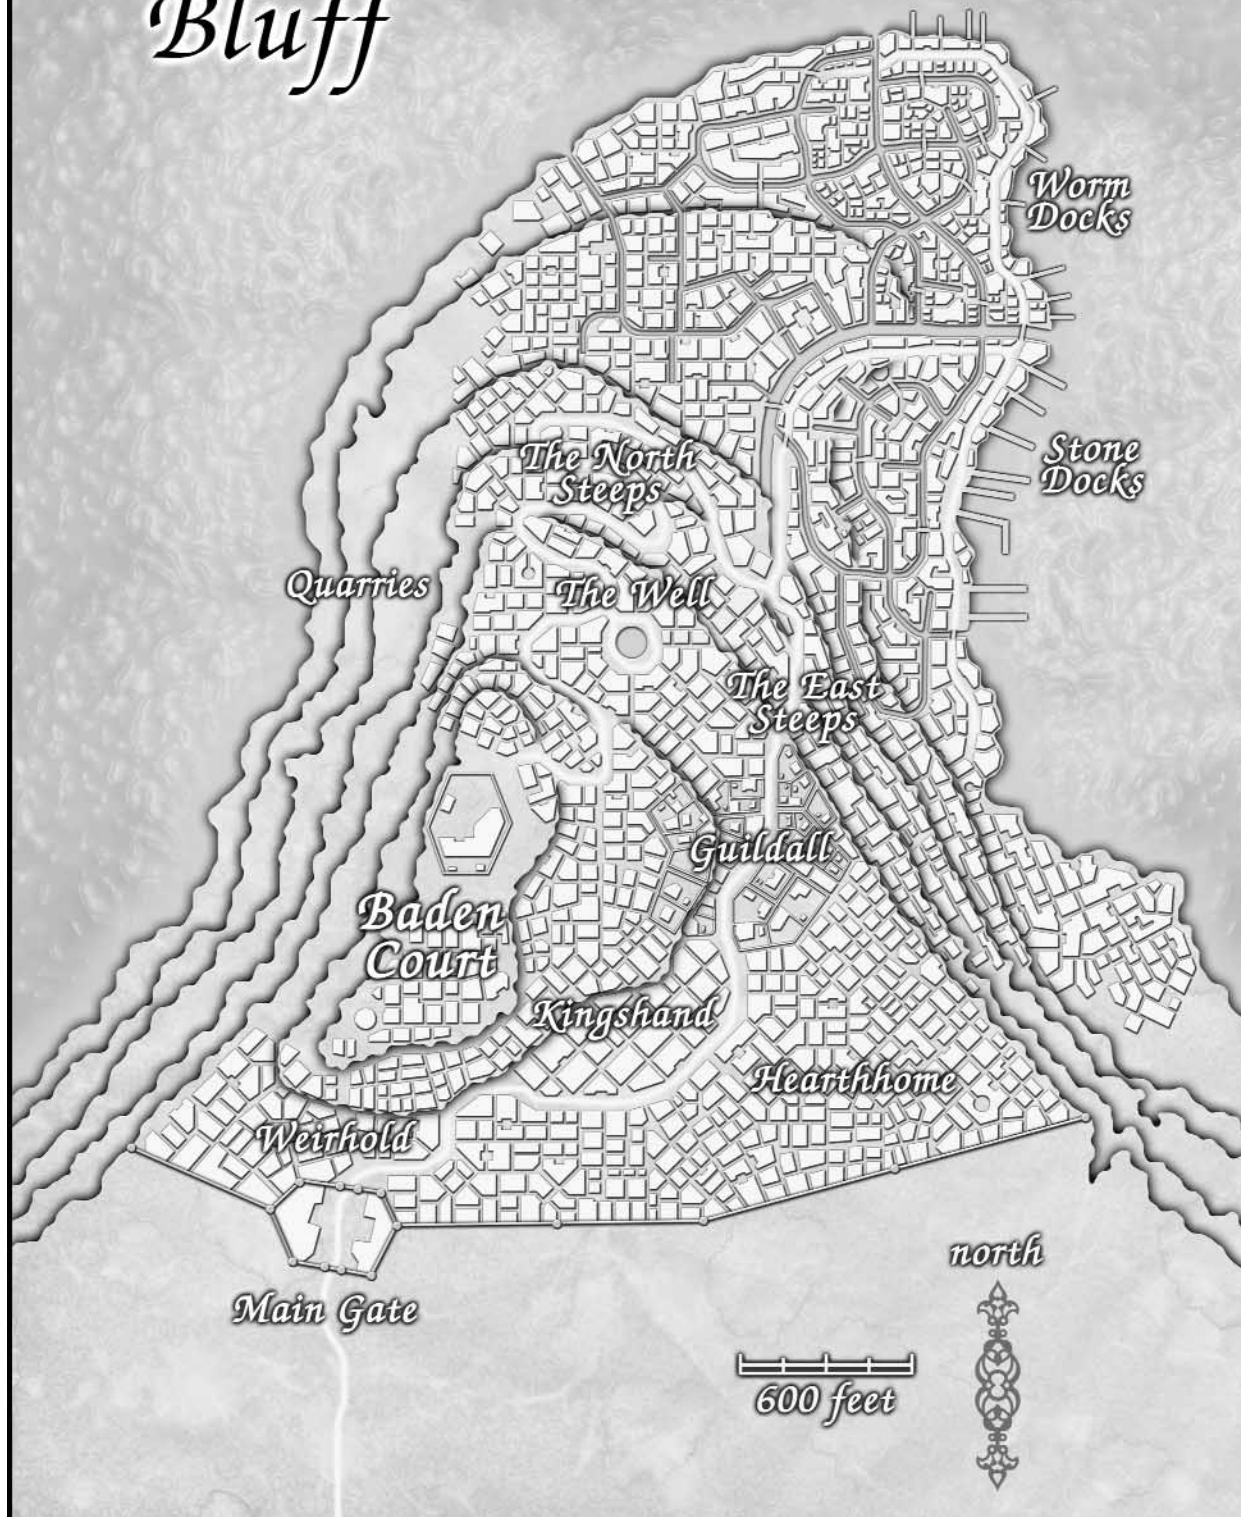 Bluff
Worm
Docks
The North
Steeps
Stone
Docks
Quarries
The Well
The East
Steeps
Guildall
Baden
Court
Kingshand
Hearthhome
Weirhold
north
Main Gate
600 feet